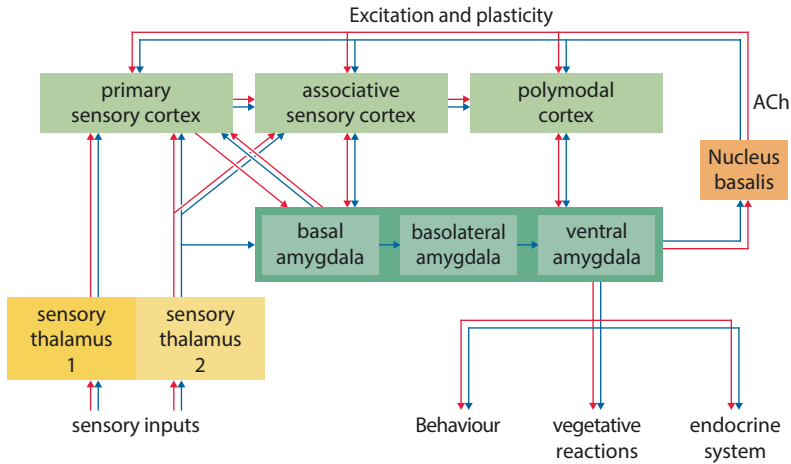 Excitation and plasticity
primary
sensory cortex
associative
sensory cortex
polymodal
cortex
ACh
Nucleus
basalis
basal
amygdala
basolateral
amygdala
ventral
amygdala
sensory
thalamus
1
sensory
thalamus
2
sensory inputs
Behaviour
vegetative
reactions
endocrine
system